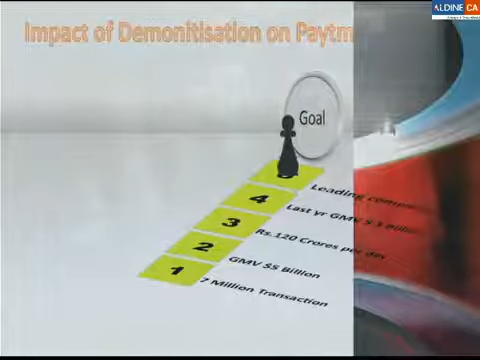 ALDINE CA
Impact of Demonitisation on Paytm
Goal
Leading
4
Last yr GMV
3
Rs.120 Crores per day
2
GMV $5 Billion
1
7 Million Transaction